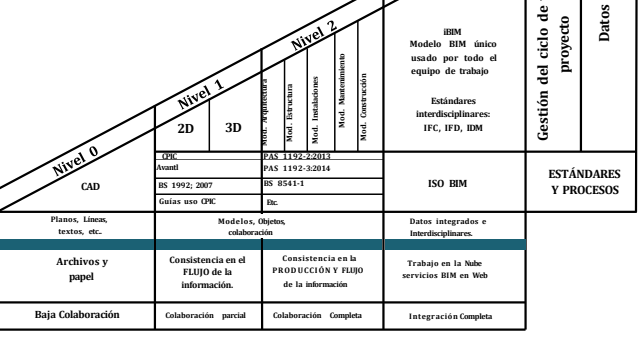 Nivel 0
Nivel 1
Nivel 2
iBIM
Modelo BIM único
usado por todo el
equipo de trabajo
Estándares
interdisciplinares:
IFC, IFD, IDM
Gestión del ciclo de
proyecto
Datos
2D
3D
Mod. Arquitectura
Mod. Estructura
Mod. Instalaciones
Mod. Mantenimiento
Mod. Construcción
CAD
CPIC
Avanti
BS 1992; 2007
Guías uso CPIC
PAS 1192-2:2013
PAS 1192-3:2014
BS 8541-1
Etc.
ISO BIM
ESTÁNDARES
Y PROCESOS
Planos, Líneas,
textos, etc..
Modelos, Objetos,
colaboración
Datos integrados e
Interdisciplinares.
Archivos y
papel
Consistencia en el
FLUJO de la
información.
Consistencia en la
PRODUCCIÓN Y FLUJO
de la información
Trabajo en la Nube
servicios BIM en Web
Baja Colaboración
Colaboración parcial
Colaboración Completa
Integración Completa